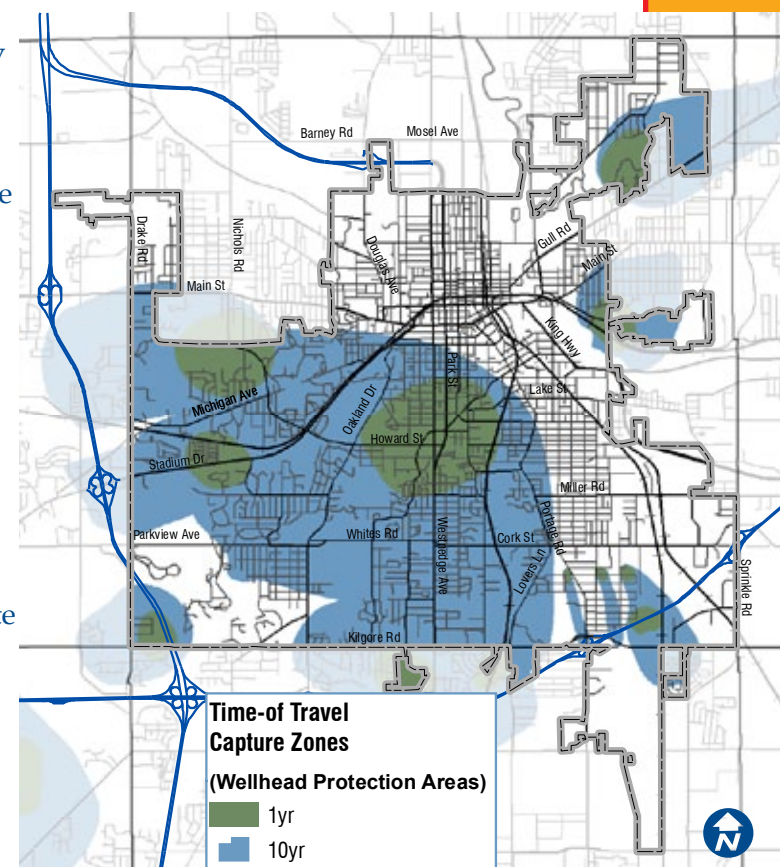 y
Barney Rd
Mosel Ave
e
Drake Rd
Nichols Rd
Douglas Ave
Gull Rd
Main St
Main St
King Hwy
Park St
Michigan Ave
Oakland Dr
Lake St
Howard St
Stadium Dr
Miller Rd
Portage Rd
Parkview Ave
Whites Rd
Westnedge Ave
Cork St
Lovers Ln
Sprinkle Rd
te
Kilgore Rd
Time-of Travel
Capture Zones
(Wellhead Protection Areas)
1yr
10yr
N